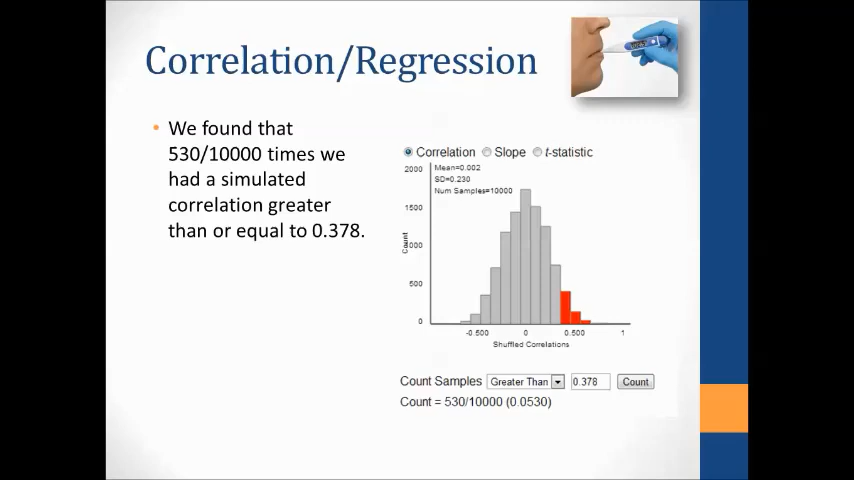 Correlation/Regression
• We found that
530/10000 times we
had a simulated
correlation greater
than or equal to 0.378.
Correlation Slope t-statistic
Mean=0.002
SD=0.230
Num Samples=10000
2000
1500
1000
500
0
Count
-0.500 0 0.500 1
Shuffled Correlations
Count Samples Greater Than 0.378 Count
Count = 530/10000 (0.0530)